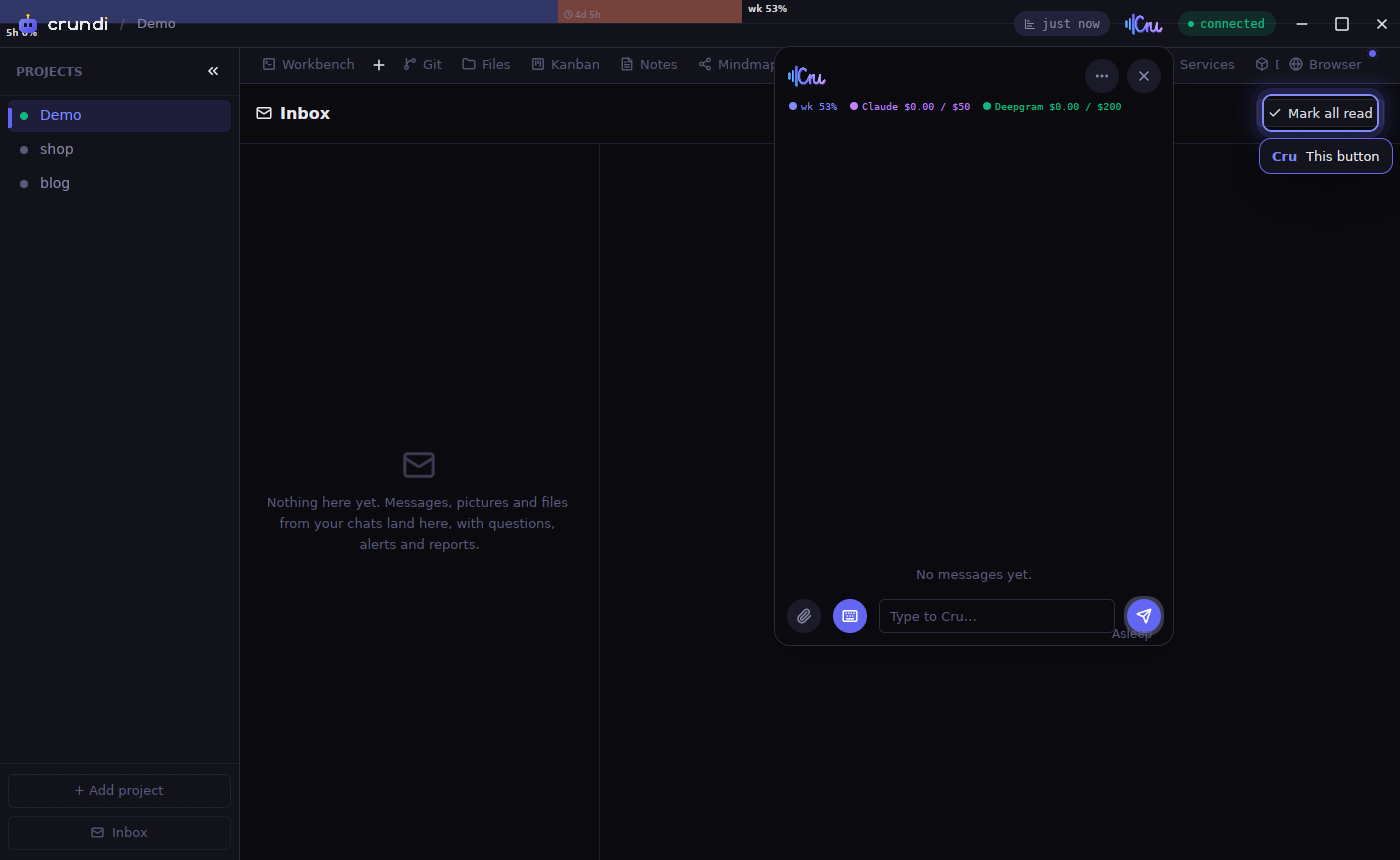 4d 5h
wk 53%
5h 0%
crundi / Demo
just now
Cru
connected
PROJECTS
Workbench
Git
Files
Kanban
Notes
Mindmap
Services
Browser
Demo
shop
blog
Inbox
Cru
wk 53%
Claude $0.00 / $50
Deepgram $0.00 / $200
Mark all read
Cru This button
Nothing here yet. Messages, pictures and files
from your chats land here, with questions,
alerts and reports.
No messages yet.
Type to Cru...
Asleep
+ Add project
Inbox